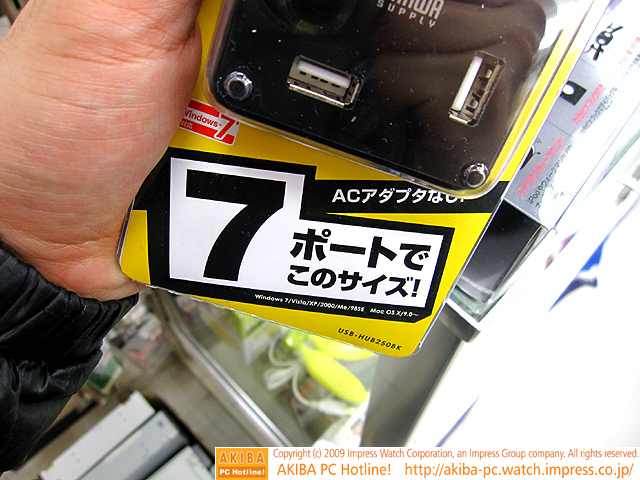 SUPPLY
Windows 7
対応
ACアダプタなし!
7
ポートで
このサイズ!
Windows 7/Vista/XP/2000/Me/98SE Mac OS X/9.0～
USB-HUB250BK
AKIBA
PC Hotline!
Copyright (c) 2009 Impress Watch Corporation, an Impress Group company. All rights reserved.
AKIBA PC Hotline! http://akiba-pc.watch.impress.co.jp/